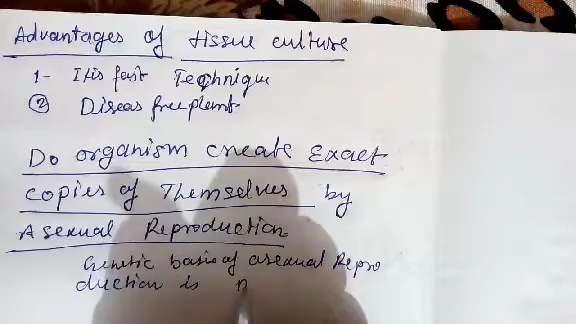 Advantages of tissue culture
1- It is fast Technique
② Diseas free plant
Do organism create Exact
copies of Themselves by
Asexual Reproduction
Genetic basis of asexual Repro
duction is